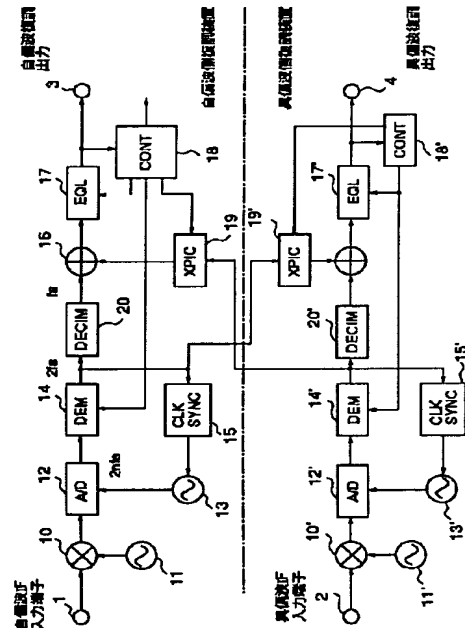 自偏波復調
出力
3
自偏波側復調装置
17
EQL
CONT
18
16
fs
XPIC
19
DECIM
20
2fs
14
DEM
CLK
SYNC
15
12
A/D
2nfs
13
10
11
自偏波IF
入力端子
1
異偏波側復調装置
異偏波復調
出力
4
17'
EQL
CONT
18'
19'
XPIC
20'
DECIM
14'
DEM
CLK
SYNC
15'
12'
A/D
13'
10'
11'
異偏波IF
入力端子
2